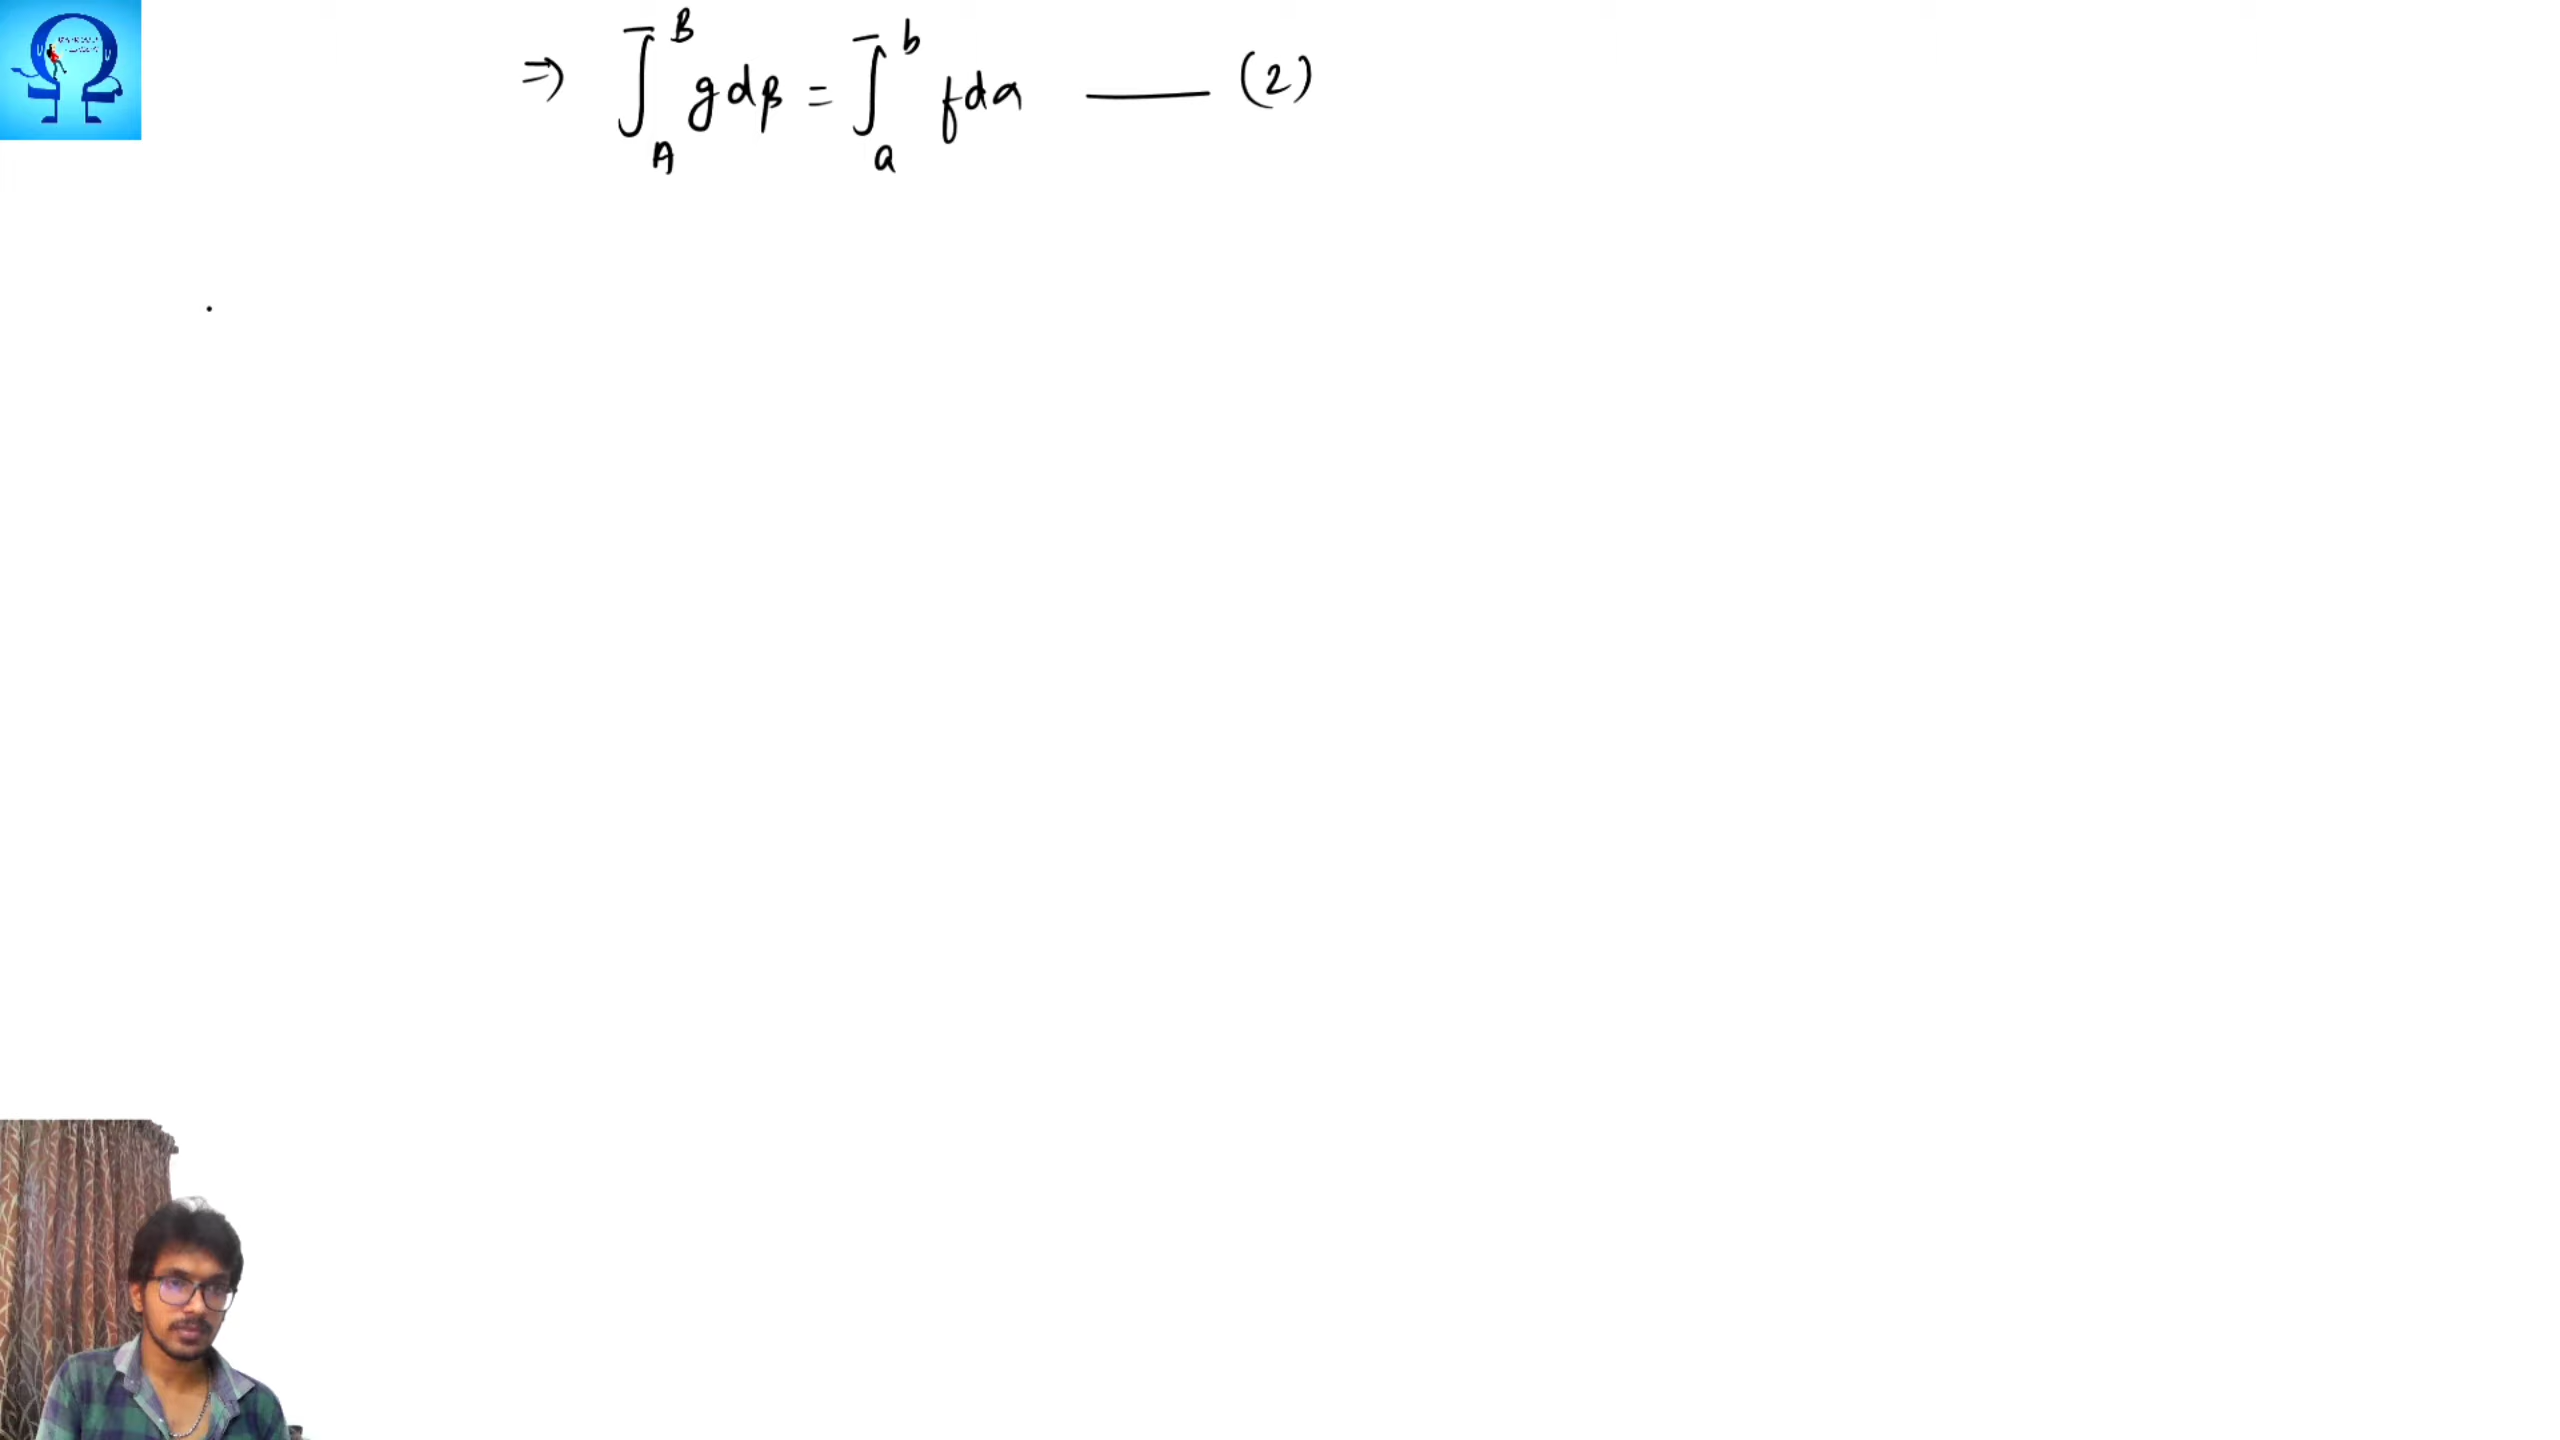 ⇒ ∫̅_A^B g dβ = ∫̅_a^b f dα —— (2)